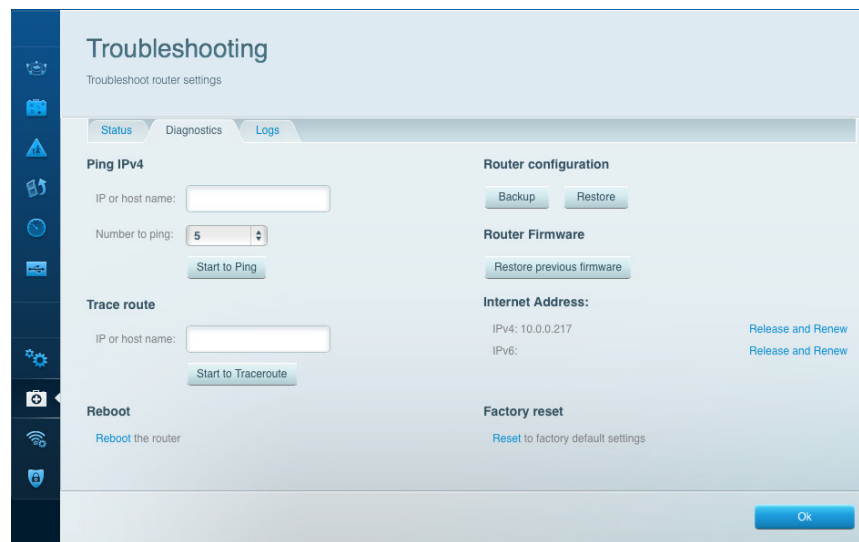 Troubleshooting
Troubleshoot router settings
Status
Diagnostics
Logs
Ping IPv4
IP or host name:
Number to ping:
5
Start to Ping
Trace route
IP or host name:
Start to Traceroute
Reboot
Reboot the router
Router configuration
Backup
Restore
Router Firmware
Restore previous firmware
Internet Address:
IPv4: 10.0.0.217
Release and Renew
IPv6:
Release and Renew
Factory reset
Reset to factory default settings
Ok